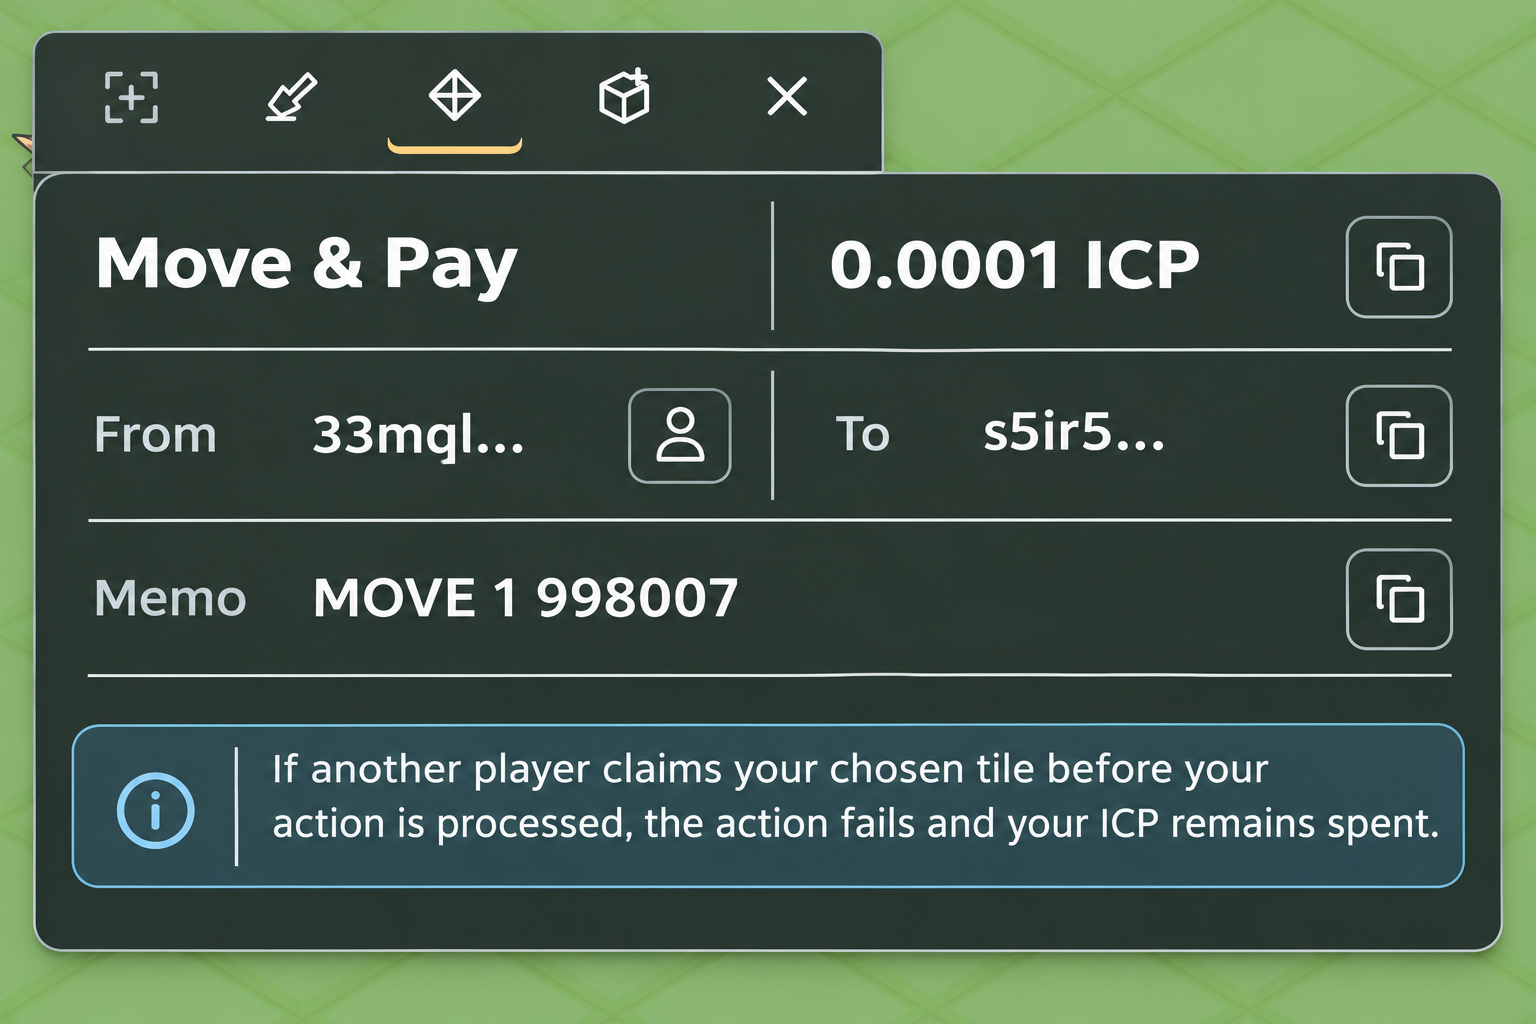 Move & Pay 0.0001 ICP
From 33mql... To s5ir5...
Memo MOVE 1 998007
If another player claims your chosen tile before your
action is processed, the action fails and your ICP remains spent.